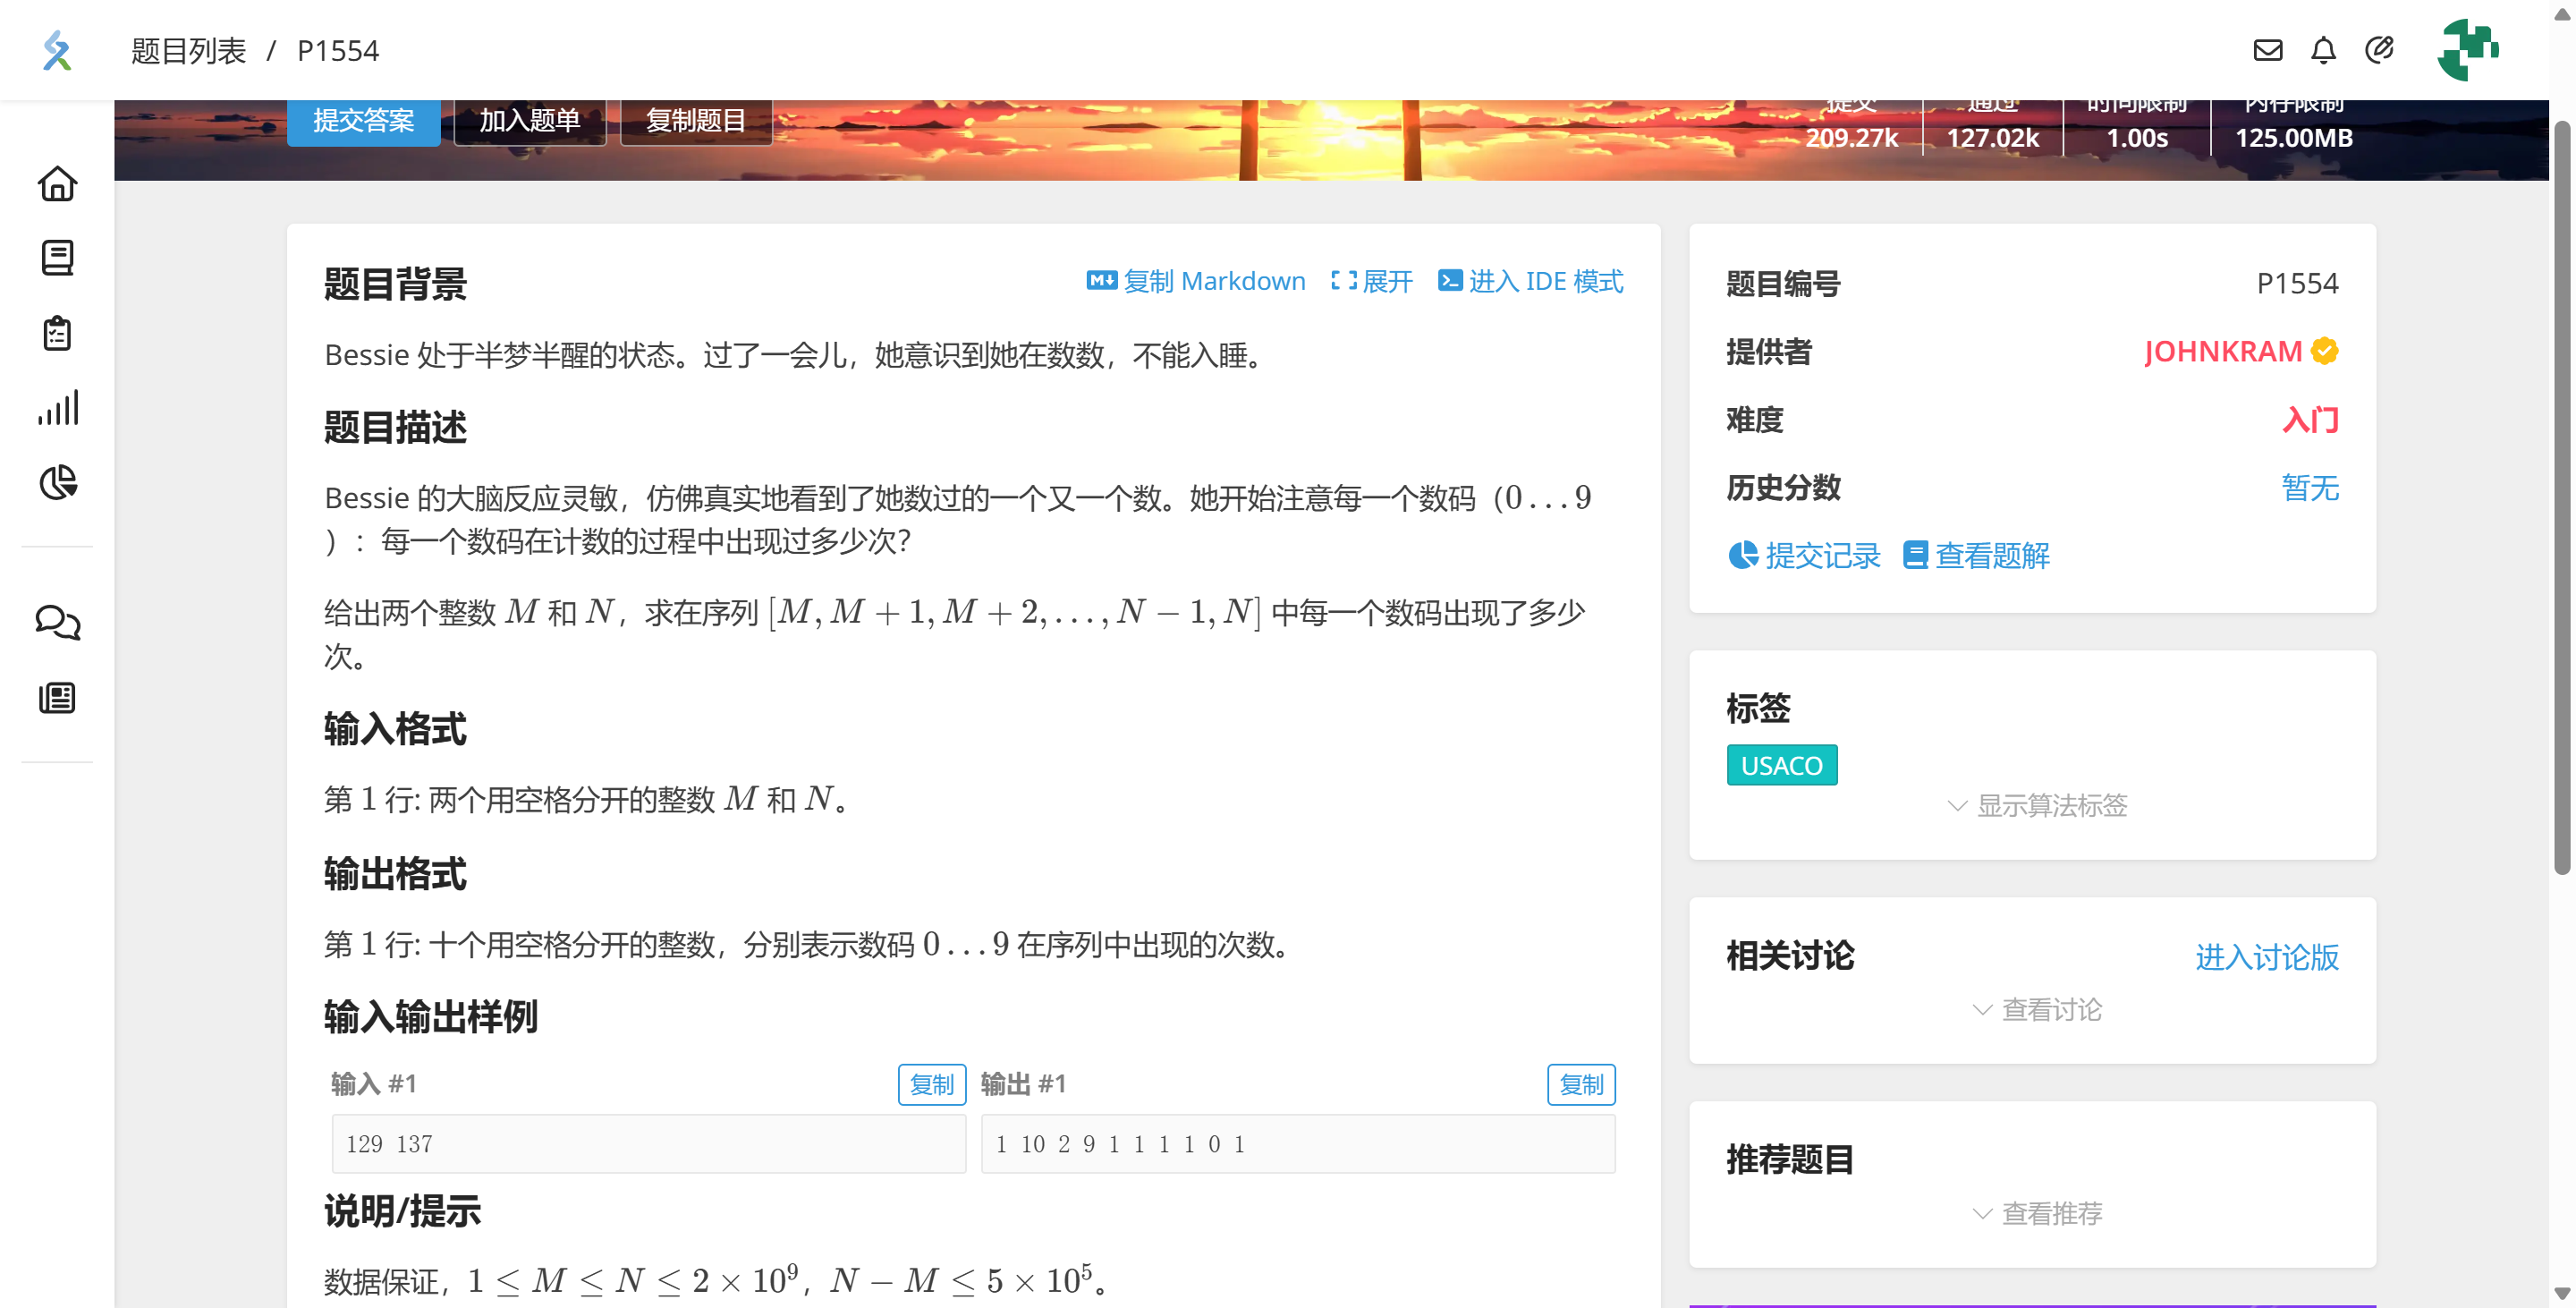 题目列表 / P1554
提交答案 加入题单 复制题目
提交 通过 时间限制 内存限制
209.27k 127.02k 1.00s 125.00MB
题目背景
复制 Markdown 展开 进入 IDE 模式
Bessie 处于半梦半醒的状态。过了一会儿，她意识到她在数数，不能入睡。
题目描述
Bessie 的大脑反应灵敏，仿佛真实地看到了她数过的一个又一个数。她开始注意每一个数码（0…9
）：每一个数码在计数的过程中出现过多少次？
给出两个整数 M 和 N，求在序列 [M, M + 1, M + 2, …, N − 1, N] 中每一个数码出现了多少
次。
输入格式
第 1 行: 两个用空格分开的整数 M 和 N。
输出格式
第 1 行: 十个用空格分开的整数，分别表示数码 0…9 在序列中出现的次数。
输入输出样例
输入 #1 复制 输出 #1 复制
129 137
1 10 2 9 1 1 1 1 0 1
说明/提示
数据保证，1 ≤ M ≤ N ≤ 2 × 10⁹，N − M ≤ 5 × 10⁵。
题目编号 P1554
提供者 JOHNKRAM
难度 入门
历史分数 暂无
提交记录 查看题解
标签
USACO
显示算法标签
相关讨论 进入讨论版
查看讨论
推荐题目
查看推荐